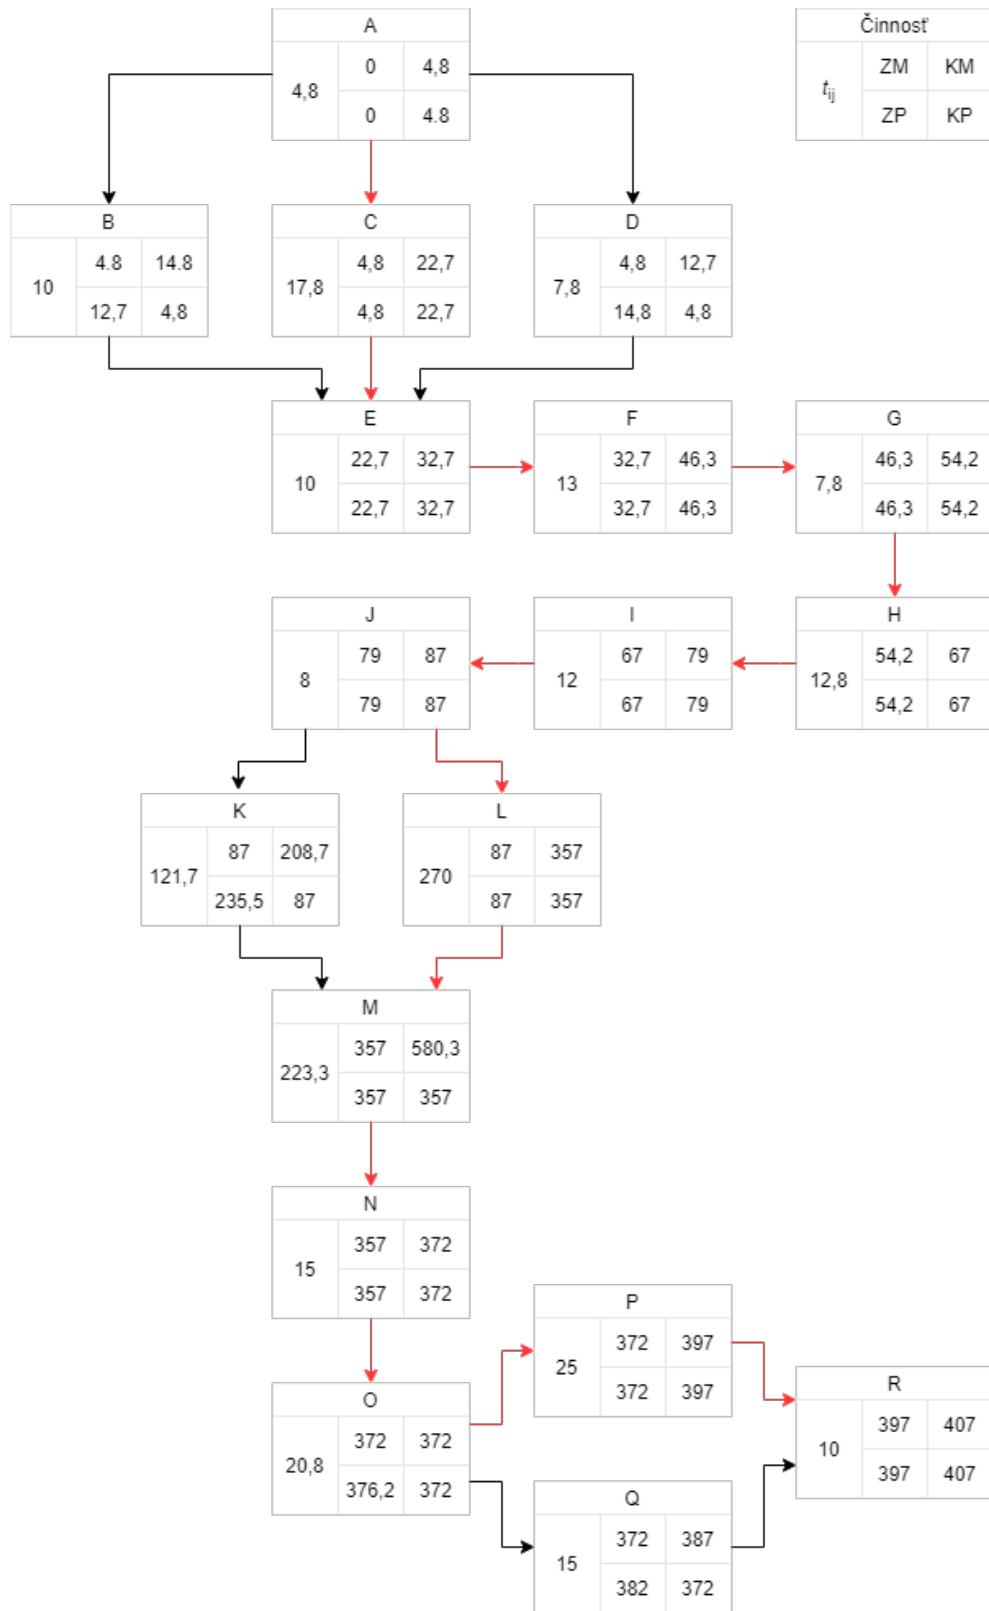 A
4,8 0 4,8
0 4.8
Činnosť
tij ZM KM
ZP KP
B
10 4.8 14.8
12,7 4,8
C
17,8 4,8 22,7
4,8 22,7
D
7,8 4,8 12,7
14,8 4,8
E
10 22,7 32,7
22,7 32,7
F
13 32,7 46,3
32,7 46,3
G
7,8 46,3 54,2
46,3 54,2
J
8 79 87
79 87
I
12 67 79
67 79
H
12,8 54,2 67
54,2 67
K
121,7 87 208,7
235,5 87
L
270 87 357
87 357
M
223,3 357 580,3
357 357
N
15 357 372
357 372
P
25 372 397
372 397
O
20,8 372 372
376,2 372
R
10 397 407
397 407
Q
15 372 387
382 372